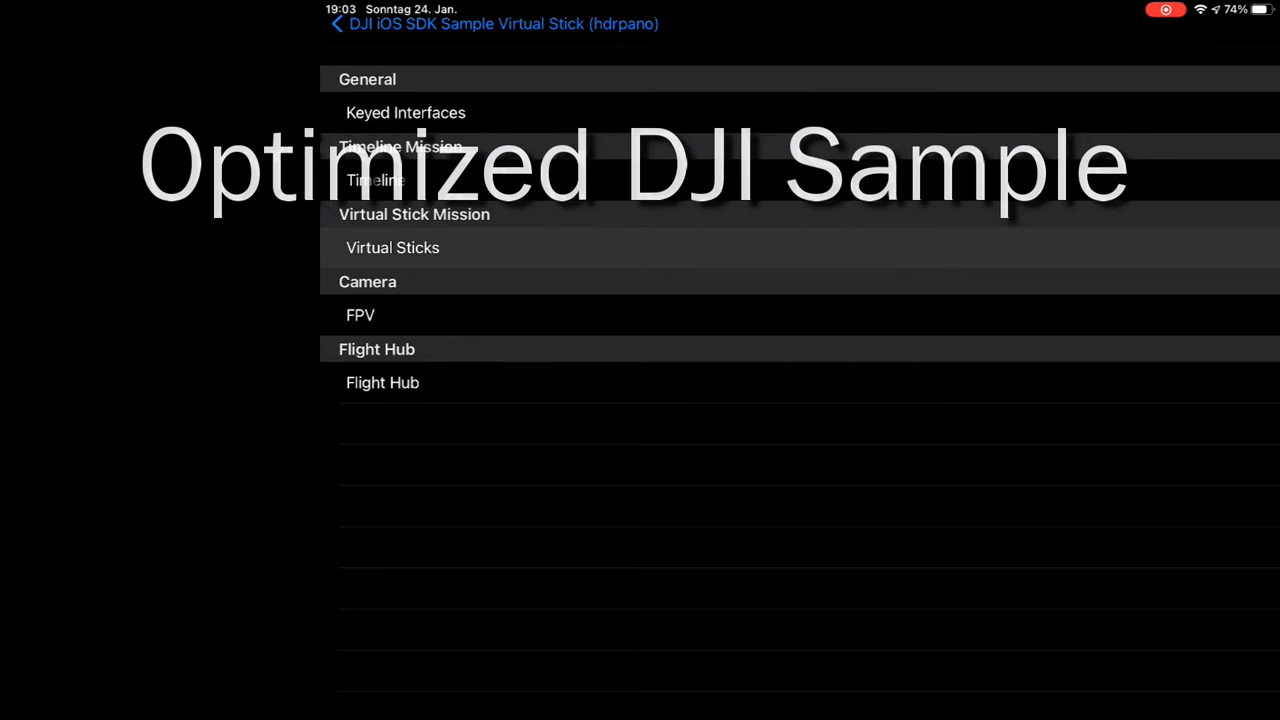 19:03 Sonntag 24. Jan. 74%
DJI iOS SDK Sample Virtual Stick (hdrpano)
General
Keyed Interfaces
Optimized DJI Sample
Timeline Mission
Timeline
Virtual Stick Mission
Virtual Sticks
Camera
FPV
Flight Hub
Flight Hub